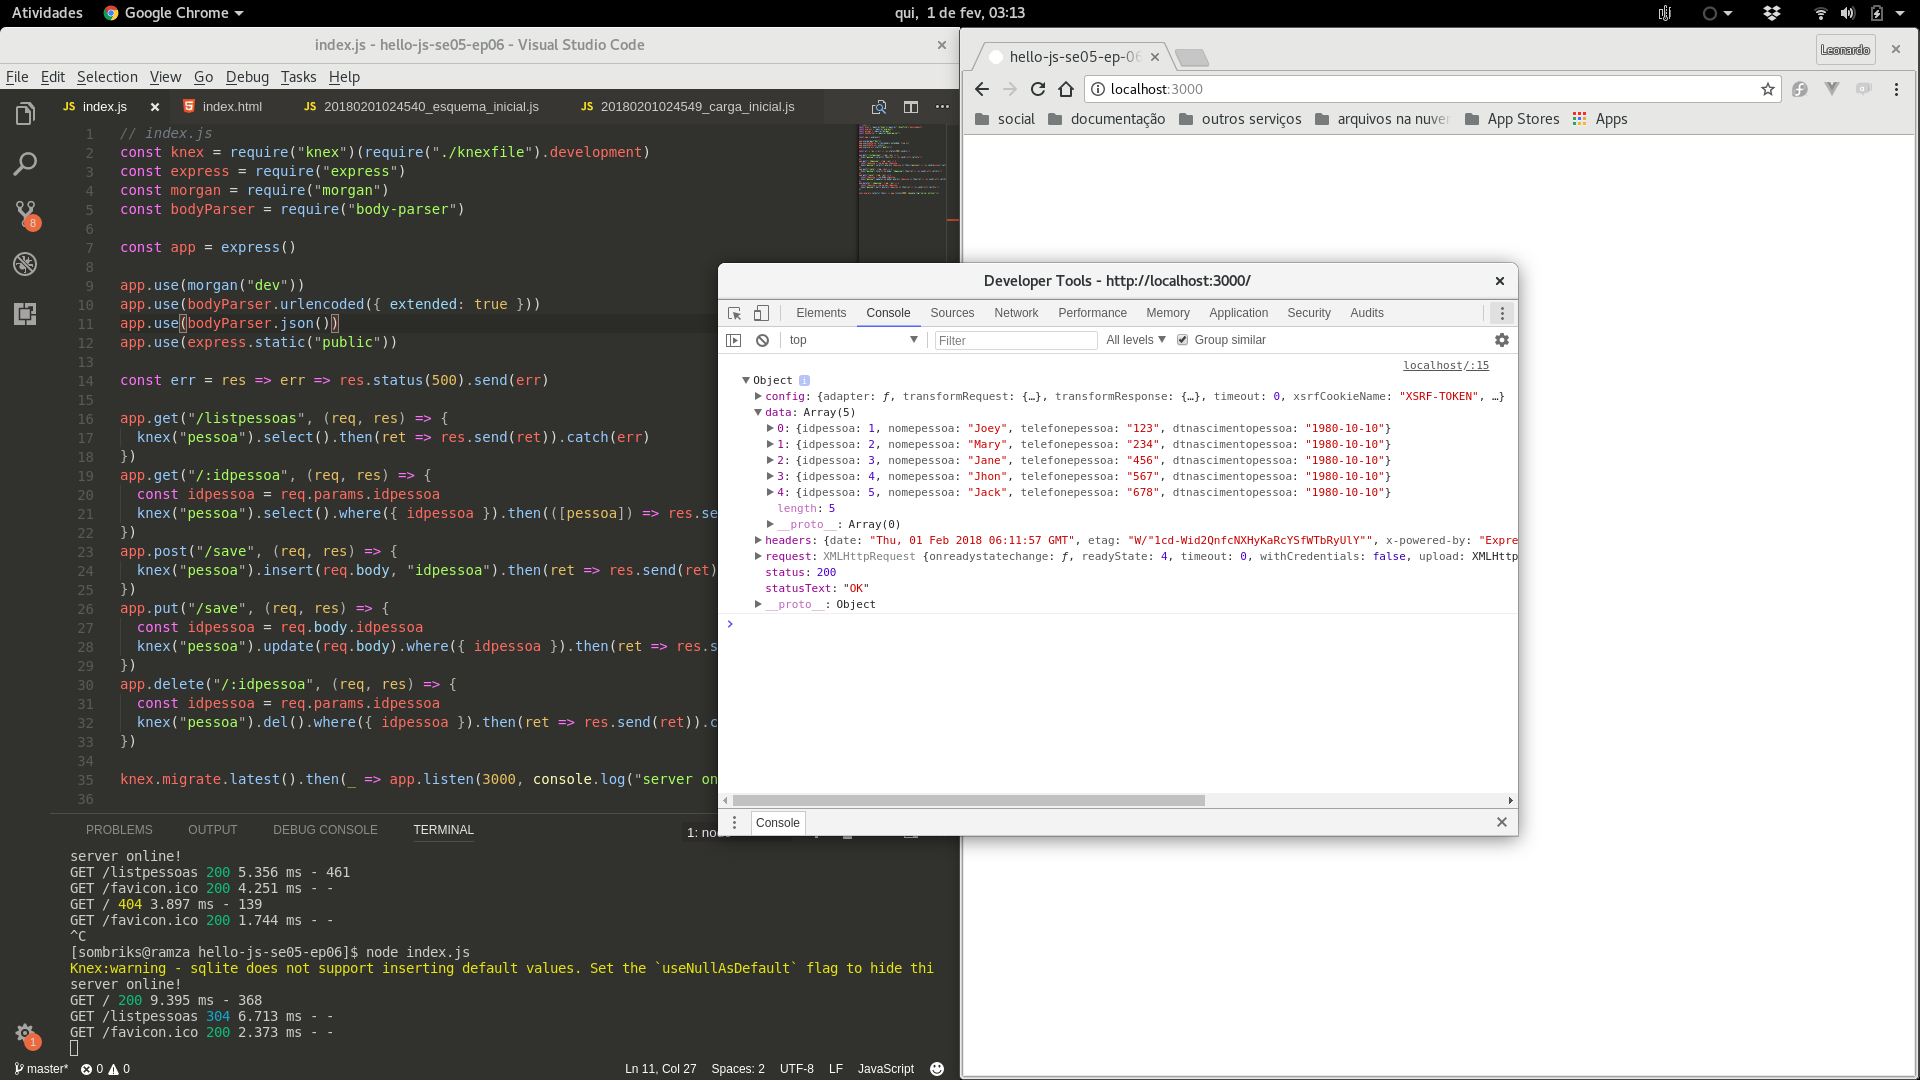 Atividades Google Chrome qui, 1 de fev, 03:13
index.js - hello-js-se05-ep06 - Visual Studio Code
File Edit Selection View Go Debug Tasks Help
index.js index.html 20180201024540_esquema_inicial.js 20180201024549_carga_inicial.js
1 // index.js
2 const knex = require("knex")(require("./knexfile").development)
3 const express = require("express")
4 const morgan = require("morgan")
5 const bodyParser = require("body-parser")
6
7 const app = express()
8
9 app.use(morgan("dev"))
10 app.use(bodyParser.urlencoded({ extended: true }))
11 app.use(bodyParser.json())
12 app.use(express.static("public"))
13
14 const err = res => err => res.status(500).send(err)
15
16 app.get("/listpessoas", (req, res) => {
17 knex("pessoa").select().then(ret => res.send(ret)).catch(err)
18 })
19 app.get("/:idpessoa", (req, res) => {
20 const idpessoa = req.params.idpessoa
21 knex("pessoa").select().where({ idpessoa }).then(([pessoa]) => res.se
22 })
23 app.post("/save", (req, res) => {
24 knex("pessoa").insert(req.body, "idpessoa").then(ret => res.send(ret)
25 })
26 app.put("/save", (req, res) => {
27 const idpessoa = req.body.idpessoa
28 knex("pessoa").update(req.body).where({ idpessoa }).then(ret => res.s
29 })
30 app.delete("/:idpessoa", (req, res) => {
31 const idpessoa = req.params.idpessoa
32 knex("pessoa").del().where({ idpessoa }).then(ret => res.send(ret)).c
33 })
34
35 knex.migrate.latest().then(_ => app.listen(3000, console.log("server on
36
8
1
PROBLEMS OUTPUT DEBUG CONSOLE TERMINAL 1: no
server online!
GET /listpessoas 200 5.356 ms - 461
GET /favicon.ico 200 4.251 ms - -
GET / 404 3.897 ms - 139
GET /favicon.ico 200 1.744 ms - -
^C
[sombriks@ramza hello-js-se05-ep06]$ node index.js
Knex:warning - sqlite does not support inserting default values. Set the `useNullAsDefault` flag to hide thi
server online!
GET / 200 9.395 ms - 368
GET /listpessoas 304 6.713 ms - -
GET /favicon.ico 200 2.373 ms - -
master* 0 0 Ln 11, Col 27 Spaces: 2 UTF-8 LF JavaScript
hello-js-se05-ep-06 Leonardo
localhost:3000
social documentação outros serviços arquivos na nuven App Stores Apps
Developer Tools - http://localhost:3000/
Elements Console Sources Network Performance Memory Application Security Audits
top Filter All levels Group similar
localhost/:15
Object
config: {adapter: ƒ, transformRequest: {…}, transformResponse: {…}, timeout: 0, xsrfCookieName: "XSRF-TOKEN", …}
data: Array(5)
0: {idpessoa: 1, nomepessoa: "Joey", telefonepessoa: "123", dtnascimentopessoa: "1980-10-10"}
1: {idpessoa: 2, nomepessoa: "Mary", telefonepessoa: "234", dtnascimentopessoa: "1980-10-10"}
2: {idpessoa: 3, nomepessoa: "Jane", telefonepessoa: "456", dtnascimentopessoa: "1980-10-10"}
3: {idpessoa: 4, nomepessoa: "Jhon", telefonepessoa: "567", dtnascimentopessoa: "1980-10-10"}
4: {idpessoa: 5, nomepessoa: "Jack", telefonepessoa: "678", dtnascimentopessoa: "1980-10-10"}
length: 5
__proto__: Array(0)
headers: {date: "Thu, 01 Feb 2018 06:11:57 GMT", etag: "W/"1cd-Wid2QnfcNXHyKaRcYSfWTbRyUlY"", x-powered-by: "Expre
request: XMLHttpRequest {onreadystatechange: ƒ, readyState: 4, timeout: 0, withCredentials: false, upload: XMLHttp
status: 200
statusText: "OK"
__proto__: Object
Console